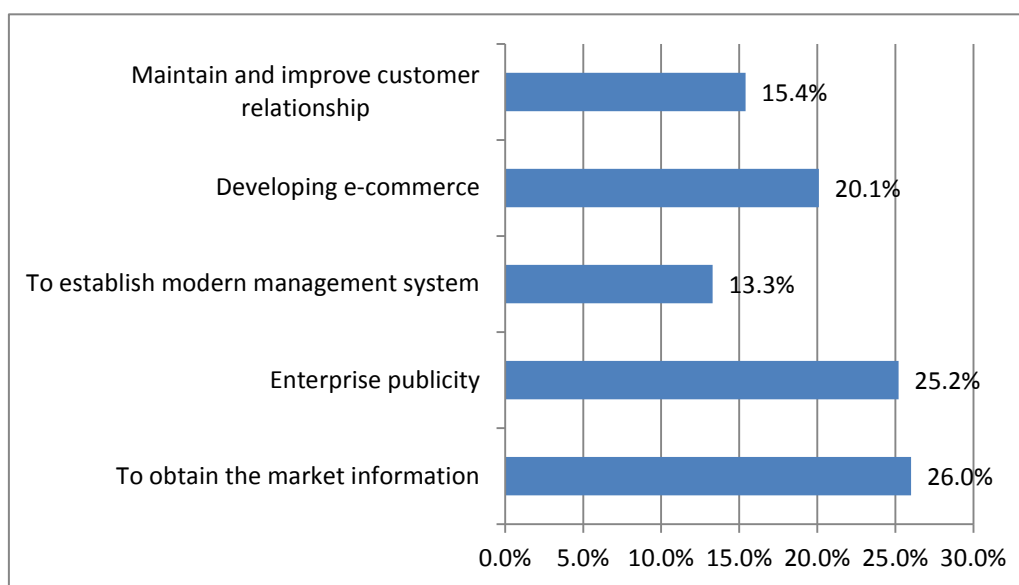 Maintain and improve customer
relationship
15.4%
Developing e-commerce
20.1%
To establish modern management system
13.3%
Enterprise publicity
25.2%
To obtain the market information
26.0%
0.0% 5.0% 10.0% 15.0% 20.0% 25.0% 30.0%